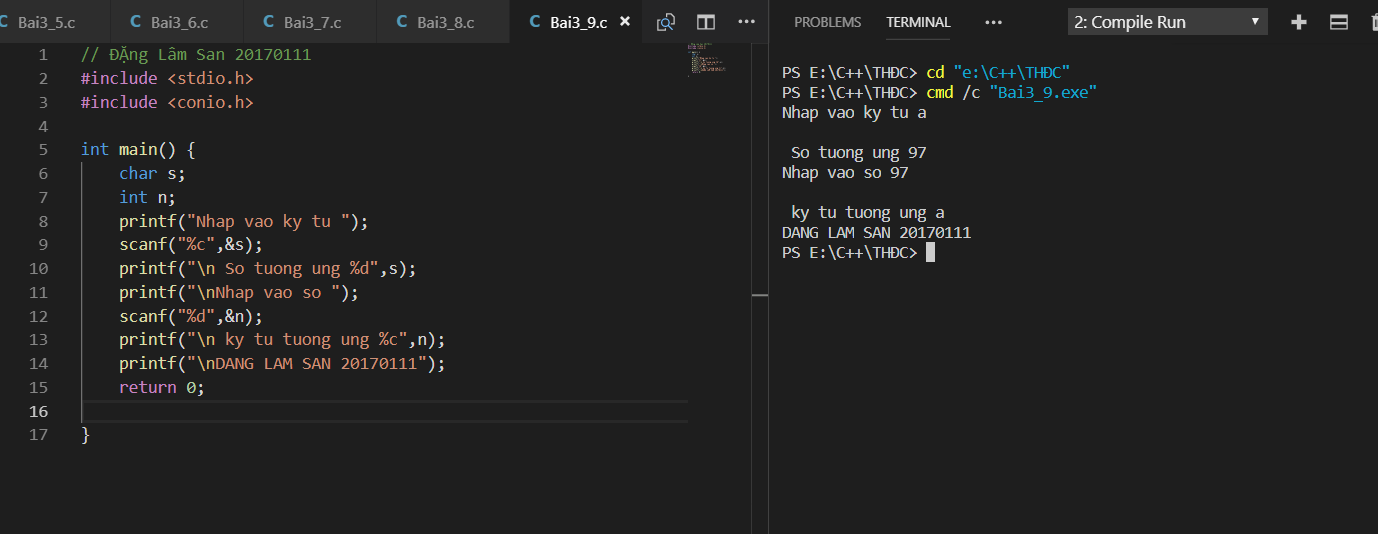 Bai3_5.c Bai3_6.c Bai3_7.c Bai3_8.c Bai3_9.c
1 // ĐẶng Lâm San 20170111
2 #include <stdio.h>
3 #include <conio.h>
4
5 int main() {
6 char s;
7 int n;
8 printf("Nhap vao ky tu ");
9 scanf("%c",&s);
10 printf("\n So tuong ung %d",s);
11 printf("\nNhap vao so ");
12 scanf("%d",&n);
13 printf("\n ky tu tuong ung %c",n);
14 printf("\nDANG LAM SAN 20170111");
15 return 0;
16
17 }
PROBLEMS TERMINAL 2: Compile Run
PS E:\C++\THĐC> cd "e:\C++\THĐC"
PS E:\C++\THĐC> cmd /c "Bai3_9.exe"
Nhap vao ky tu a
So tuong ung 97
Nhap vao so 97
ky tu tuong ung a
DANG LAM SAN 20170111
PS E:\C++\THĐC>